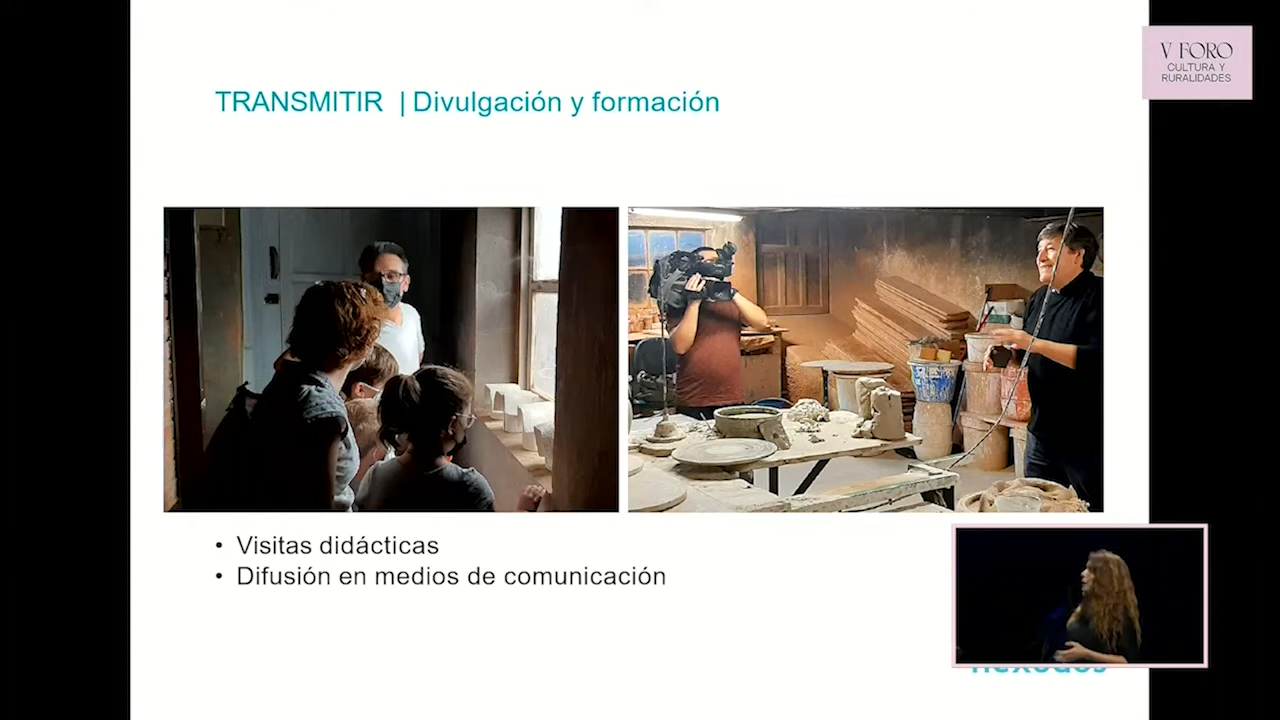 V FORO
CULTURA Y
RURALIDADES
TRANSMITIR | Divulgación y formación
• Visitas didácticas
• Difusión en medios de comunicación